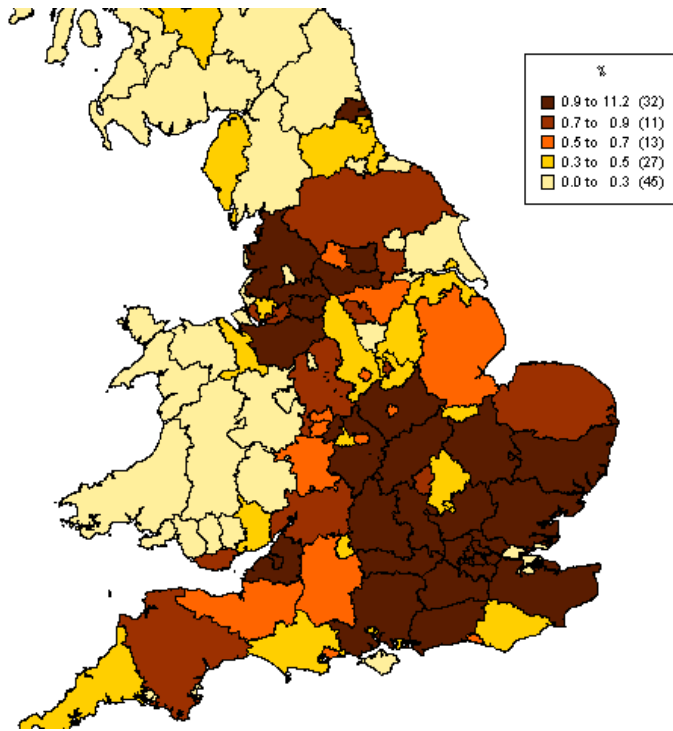 %
0.9 to 11.2 (32)
0.7 to 0.9 (11)
0.5 to 0.7 (13)
0.3 to 0.5 (27)
0.0 to 0.3 (45)